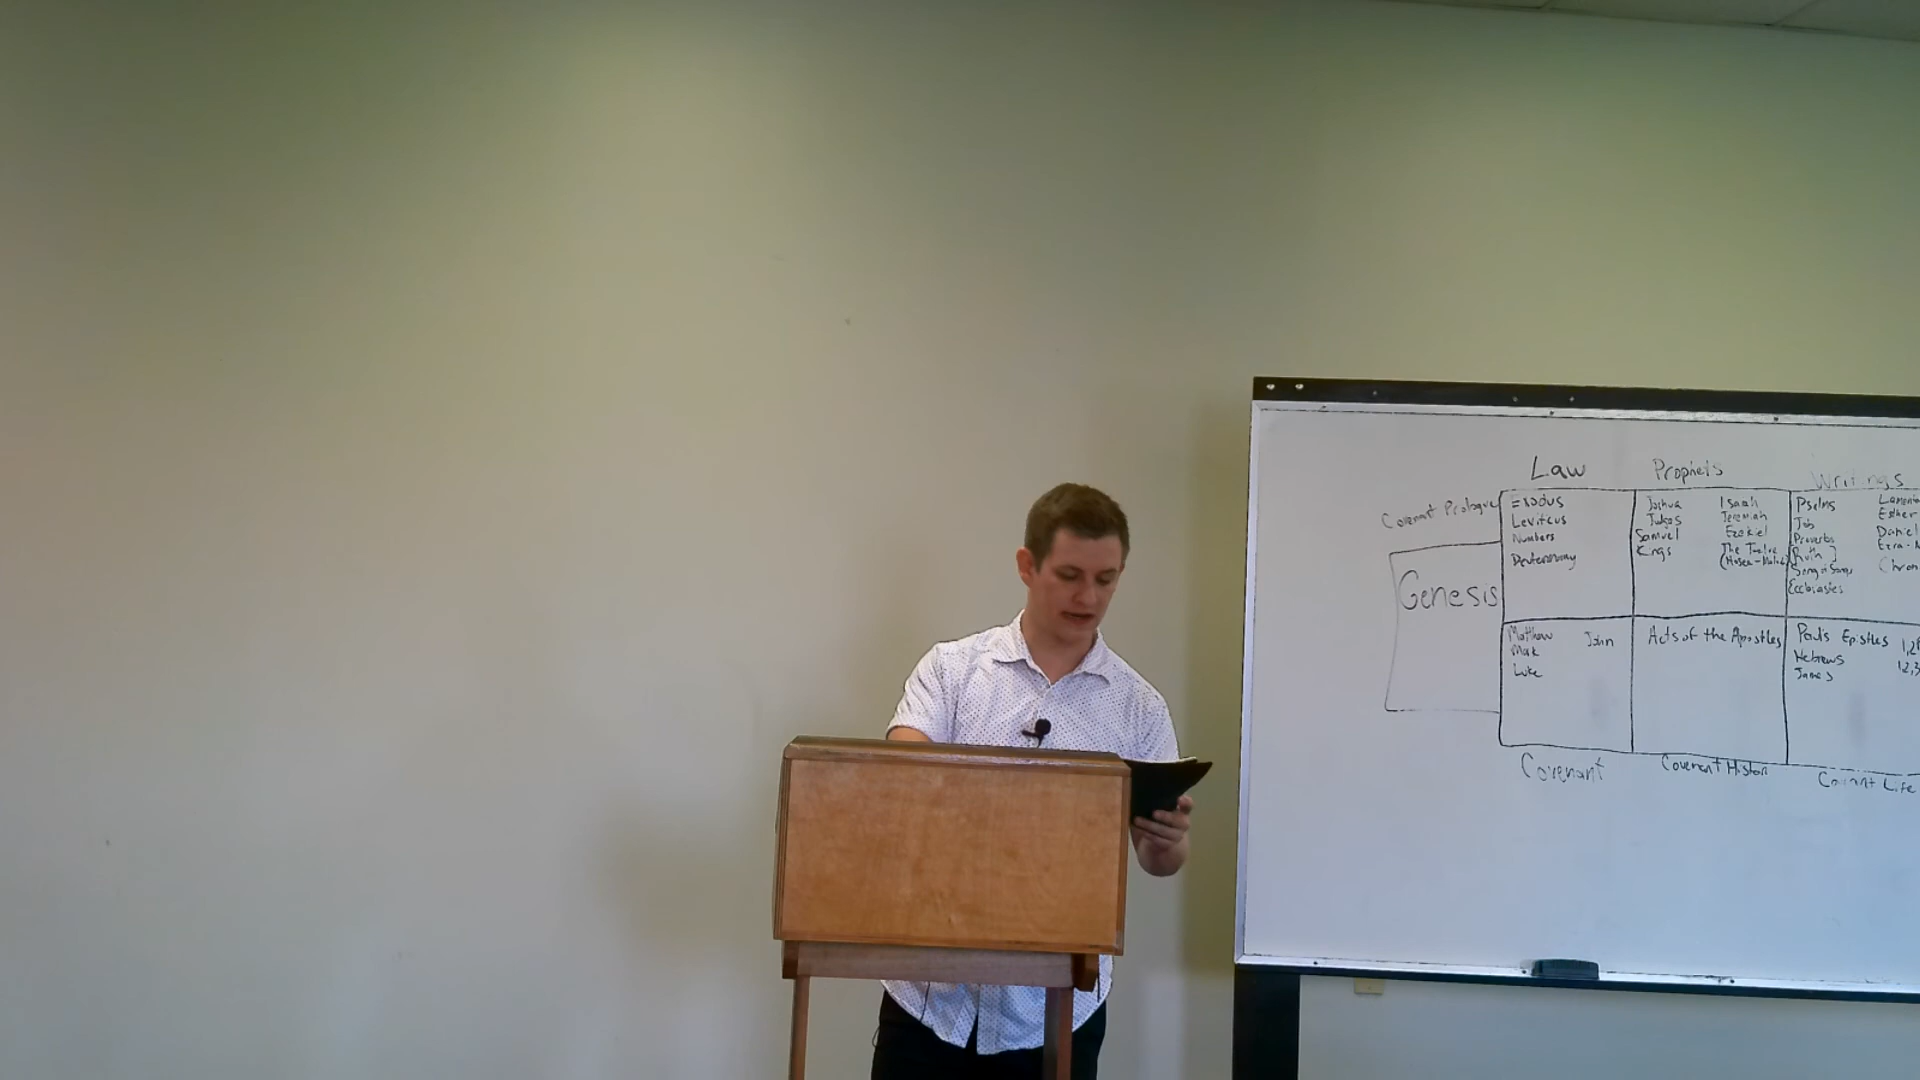 Law Prophets Writings
Covenant Prologue
Genesis
Exodus
Leviticus
Numbers
Deuteronomy
Joshua Isaiah
Judges Jeremiah
Samuel Ezekiel
Kings The Twelve
Psalms
Job Esther
Proverbs Daniel
[Ruth]
Song of Songs
Ecclesiastes
Matthew John
Mark
Luke
Acts of the Apostles
Paul's Epistles
Hebrews
James
Covenant Covenant History Covenant Life